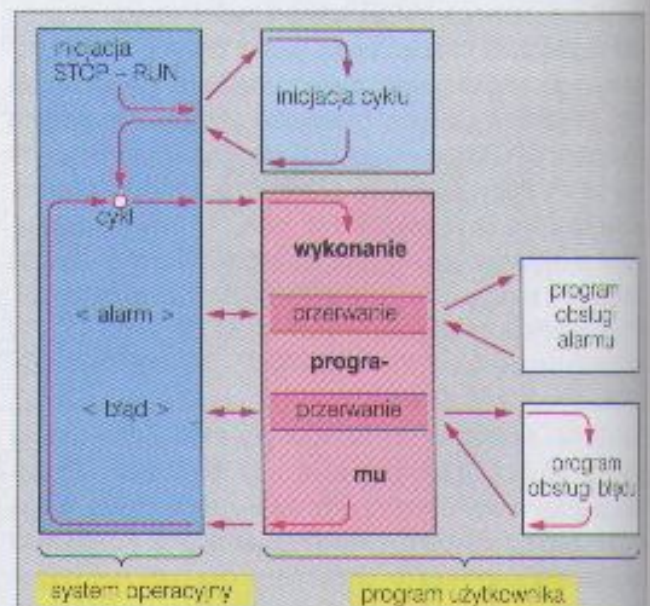 inicjacja
STOP – RUN
inicjacja cyklu
cykl
wykonanie
< alarm >
przerwanie
program
obsługi
alarmu
progra-
< błąd >
przerwanie
program
obsługi błędu
mu
system operacyjny
program użytkownika